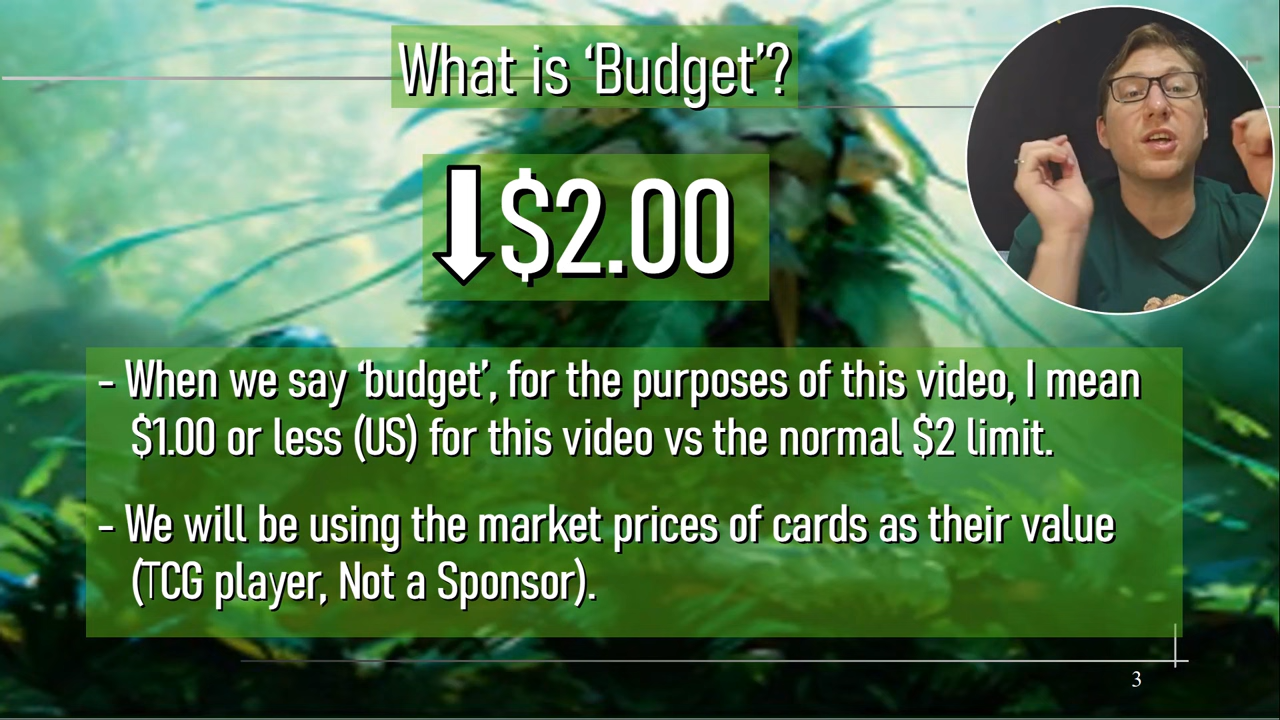 What is ‘Budget’?
$2.00
- When we say ‘budget’, for the purposes of this video, I mean
$1.00 or less (US) for this video vs the normal $2 limit.
- We will be using the market prices of cards as their value
(TCG player, Not a Sponsor).
3